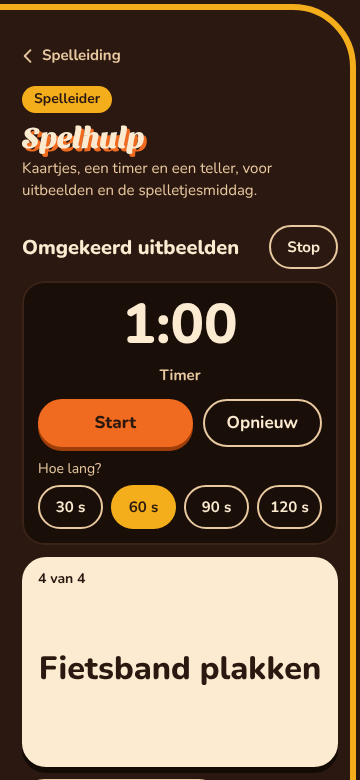 Spelleiding
Spelleider
Spelhulp
Kaartjes, een timer en een teller, voor
uitbeelden en de spelletjesmiddag.
Omgekeerd uitbeelden
Stop
1:00
Timer
Start
Opnieuw
Hoe lang?
30 s
60 s
90 s
120 s
4 van 4
Fietsband plakken